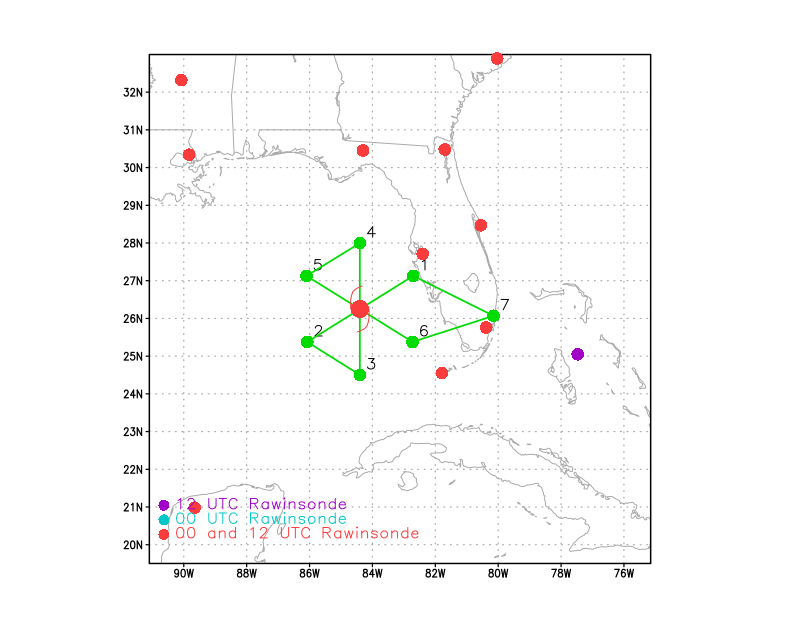 32N
31N
30N
29N
28N
27N
26N
25N
24N
23N
22N
21N
20N
4
5
1
7
2
6
3
12 UTC Rawinsonde
00 UTC Rawinsonde
00 and 12 UTC Rawinsonde
90W 88W 86W 84W 82W 80W 78W 76W